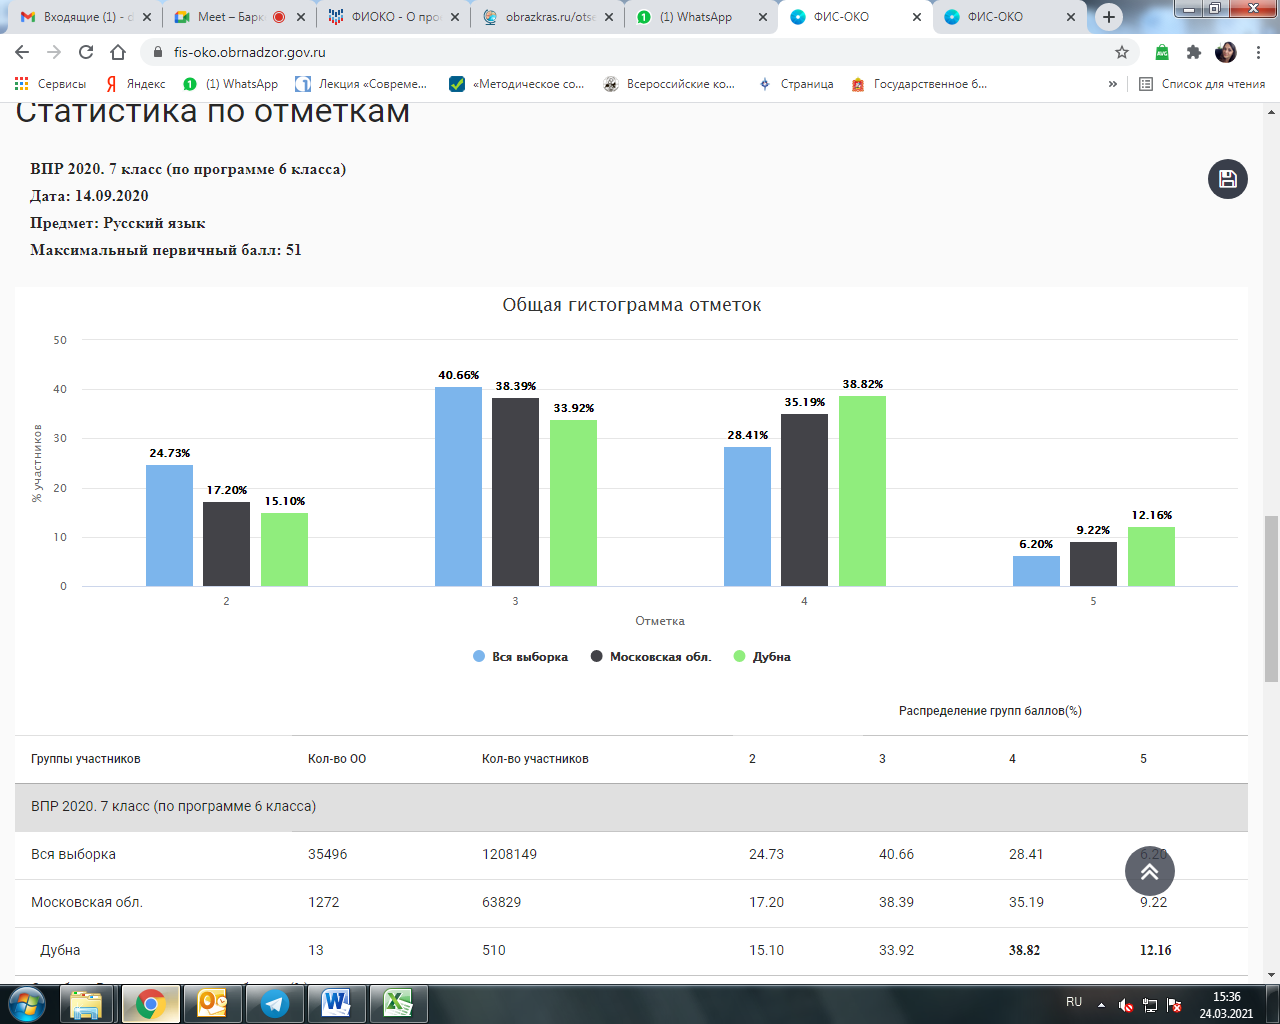 Входящие (1) - d
Meet – Барк
ФИОКО - О про
obrazkras.ru/otse
(1) WhatsApp
ФИС-ОКО
ФИС-ОКО
fis-oko.obrnadzor.gov.ru
Сервисы
Яндекс
(1) WhatsApp
Лекция «Совреме...
«Методическое со...
Всероссийские ко...
Страница
Государственное б...
»
Список для чтения
Статистика по отметкам
ВПР 2020. 7 класс (по программе 6 класса)
Дата: 14.09.2020
Предмет: Русский язык
Максимальный первичный балл: 51
Общая гистограмма отметок
% участников
50
40
30
20
10
0
24.73%
17.20%
15.10%
40.66%
38.39%
33.92%
28.41%
35.19%
38.82%
6.20%
9.22%
12.16%
2 3 4 5
Отметка
Вся выборка Московская обл. Дубна
Распределение групп баллов(%)
Группы участников Кол-во ОО Кол-во участников 2 3 4 5
ВПР 2020. 7 класс (по программе 6 класса)
Вся выборка 35496 1208149 24.73 40.66 28.41 6.20
Московская обл. 1272 63829 17.20 38.39 35.19 9.22
Дубна 13 510 15.10 33.92 38.82 12.16
RU
15:36
24.03.2021